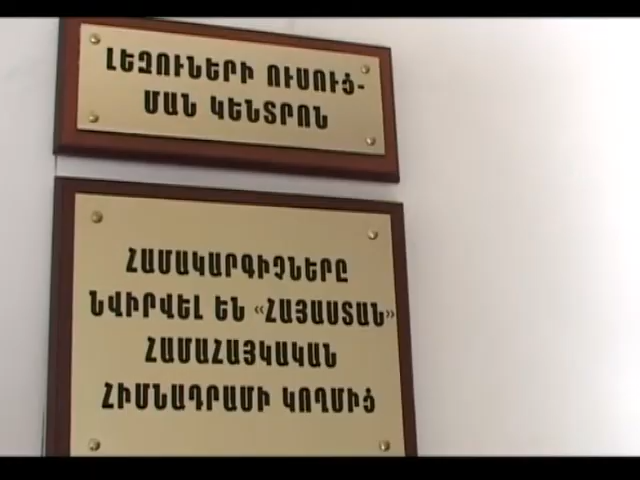 ԼԵԶՈՒՆԵՐԻ ՈՒՍՈՒՑ-
ՄԱՆ ԿԵՆՏՐՈՆ
ՀԱՄԱԿԱՐԳԻՉՆԵՐԸ
ՆՎԻՐՎԵԼ ԵՆ «ՀԱՅԱՍՏԱՆ»
ՀԱՄԱՀԱՅԿԱԿԱՆ
ՀԻՄՆԱԴՐԱՄԻ ԿՈՂՄԻՑ